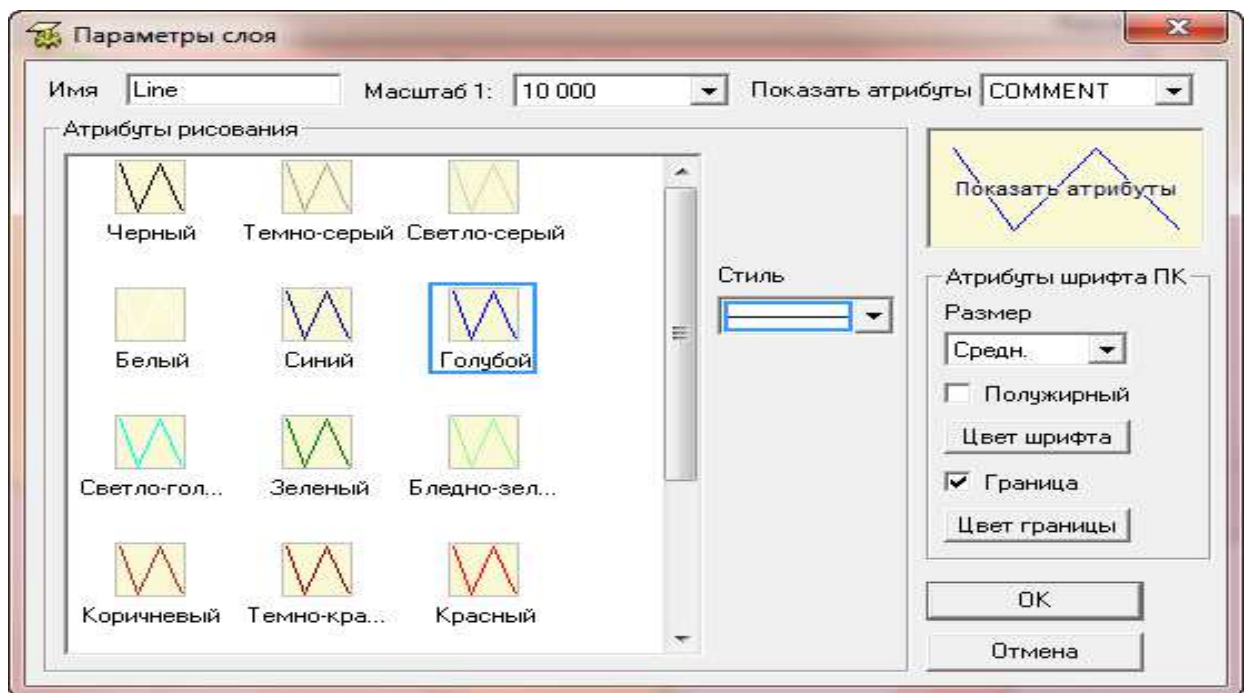 Параметры слоя
Имя Line Масштаб 1: 10 000 Показать атрибуты COMMENT
Атрибуты рисования
Черный Темно-серый Светло-серый
Белый Синий Голубой
Светло-гол... Зеленый Бледно-зел...
Коричневый Темно-кра... Красный
Стиль
Показать атрибуты
Атрибуты шрифта ПК
Размер
Средн.
Полужирный
Цвет шрифта
Граница
Цвет границы
OK
Отмена